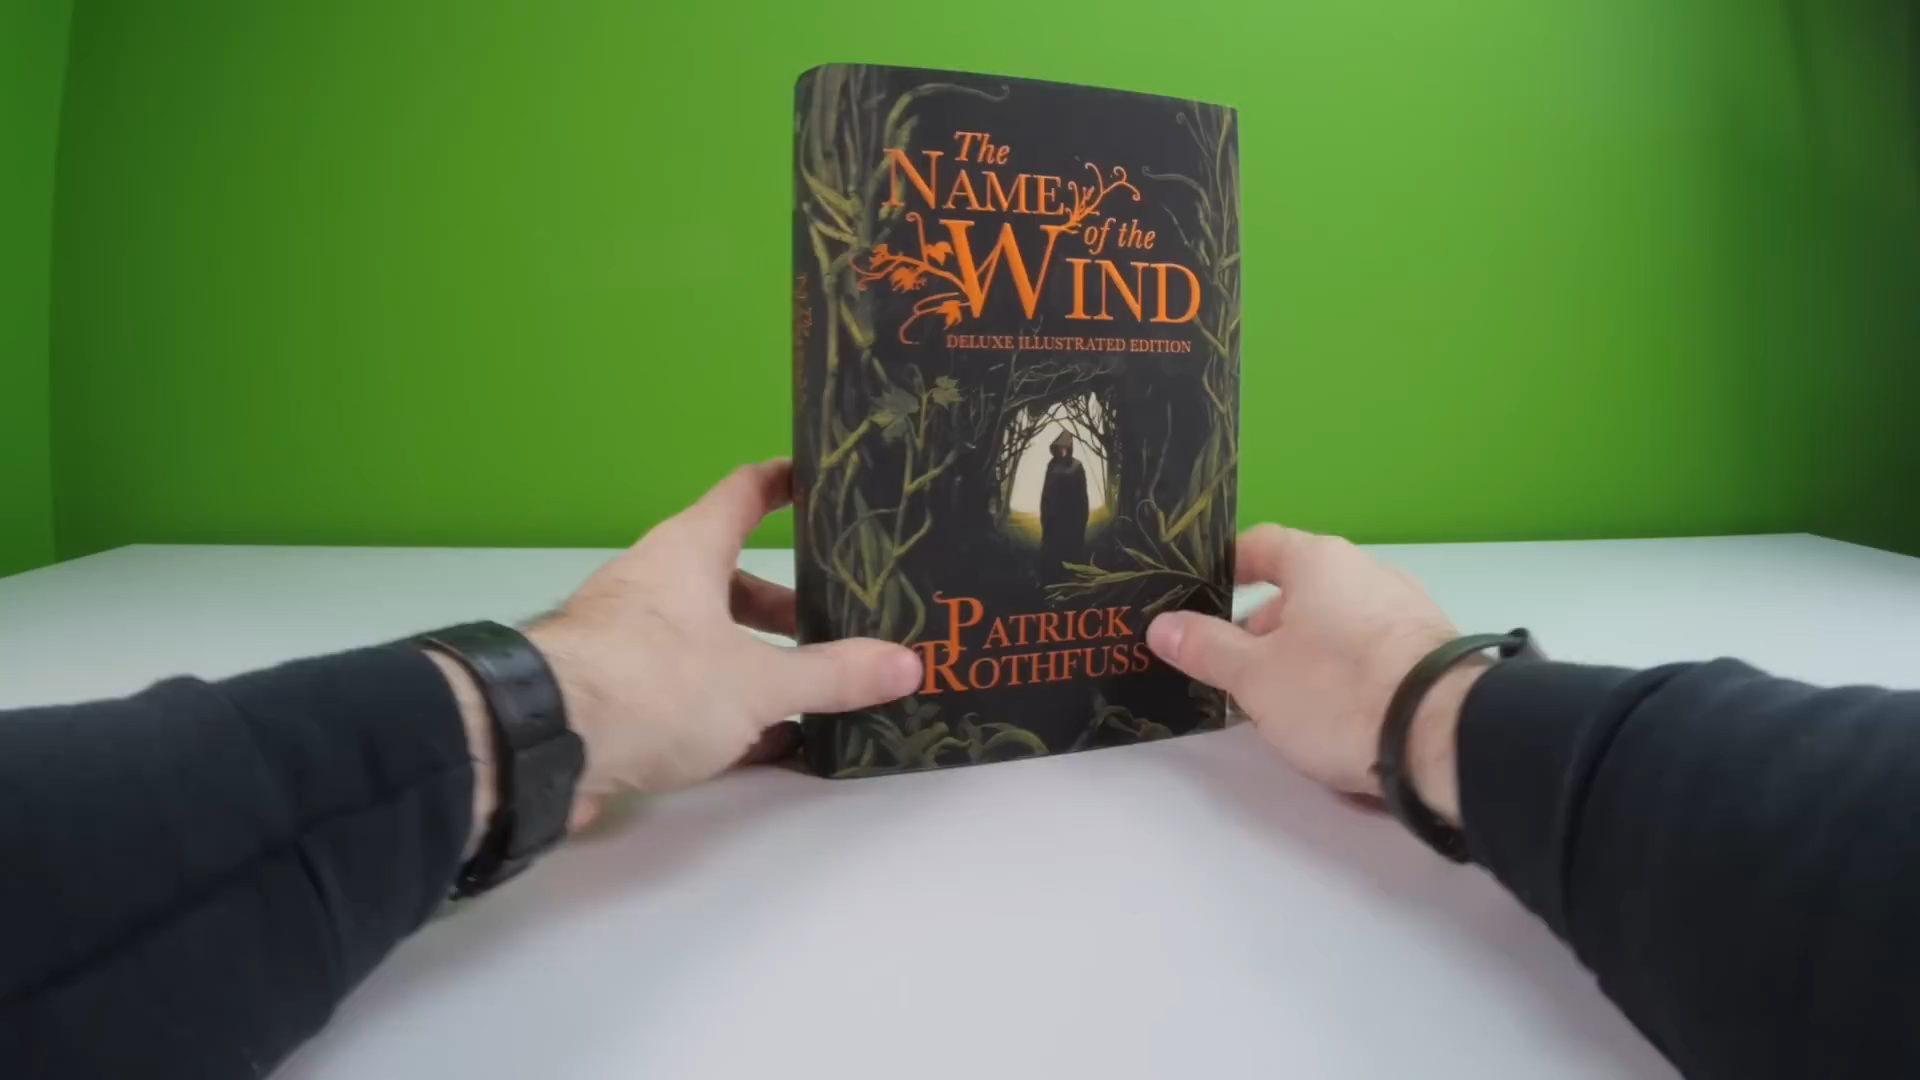 The
NAME
of the
WIND
DELUXE ILLUSTRATED EDITION
PATRICK
ROTHFUSS